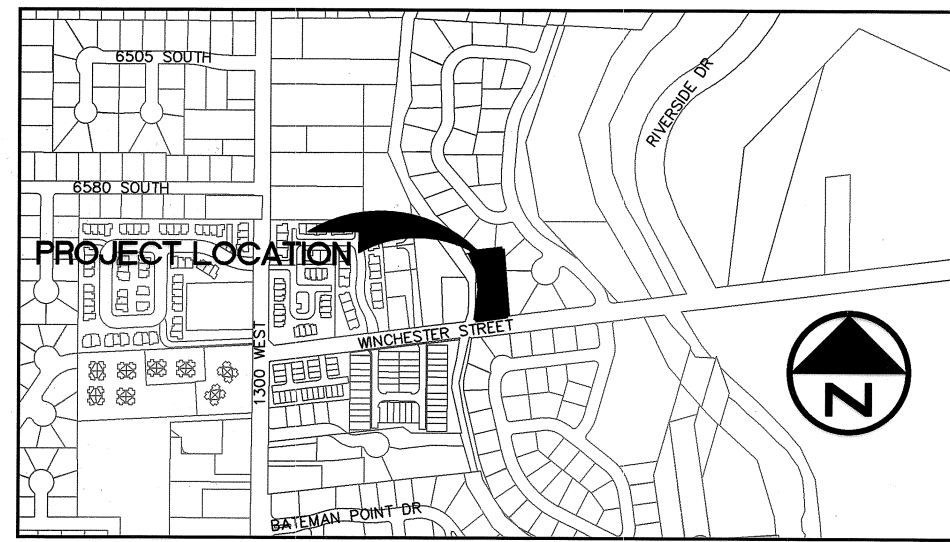 6505 SOUTH
RIVERSIDE DR
6580 SOUTH
PROJECT LOCATION
1300 WEST
WINCHESTER STREET
N
BATEMAN POINT DR